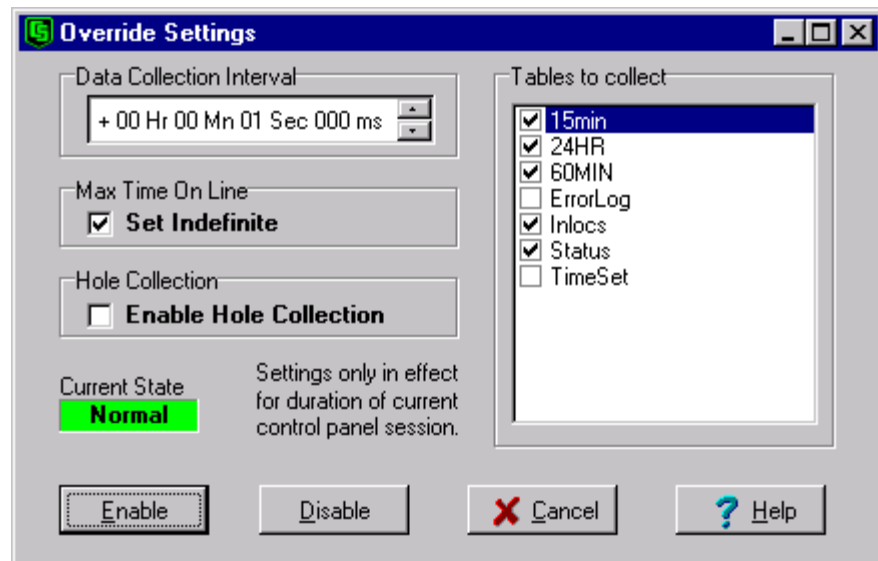 Override Settings
Data Collection Interval
+ 00 Hr 00 Mn 01 Sec 000 ms
Max Time On Line
Set Indefinite
Hole Collection
Enable Hole Collection
Current State
Normal
Settings only in effect
for duration of current
control panel session.
Tables to collect
15min
24HR
60MIN
ErrorLog
Inlocs
Status
TimeSet
Enable
Disable
Cancel
? Help